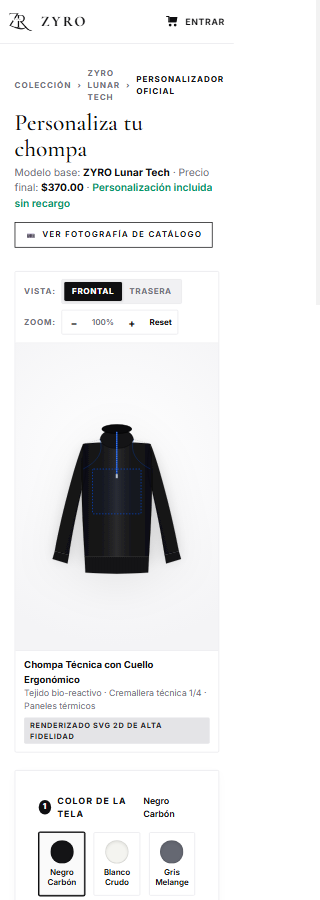 ZR ZYRO
ENTRAR
COLECCIÓN › ZYRO LUNAR TECH › PERSONALIZADOR OFICIAL
Personaliza tu
chompa
Modelo base: ZYRO Lunar Tech · Precio
final: $370.00 · Personalización incluida
sin recargo
VER FOTOGRAFÍA DE CATÁLOGO
VISTA: FRONTAL TRASERA
ZOOM: – 100% + Reset
Chompa Técnica con Cuello
Ergonómico
Tejido bio-reactivo · Cremallera técnica 1/4 ·
Paneles térmicos
RENDERIZADO SVG 2D DE ALTA
FIDELIDAD
1 COLOR DE LA TELA
Negro Carbón
Negro Carbón
Blanco Crudo
Gris Melange